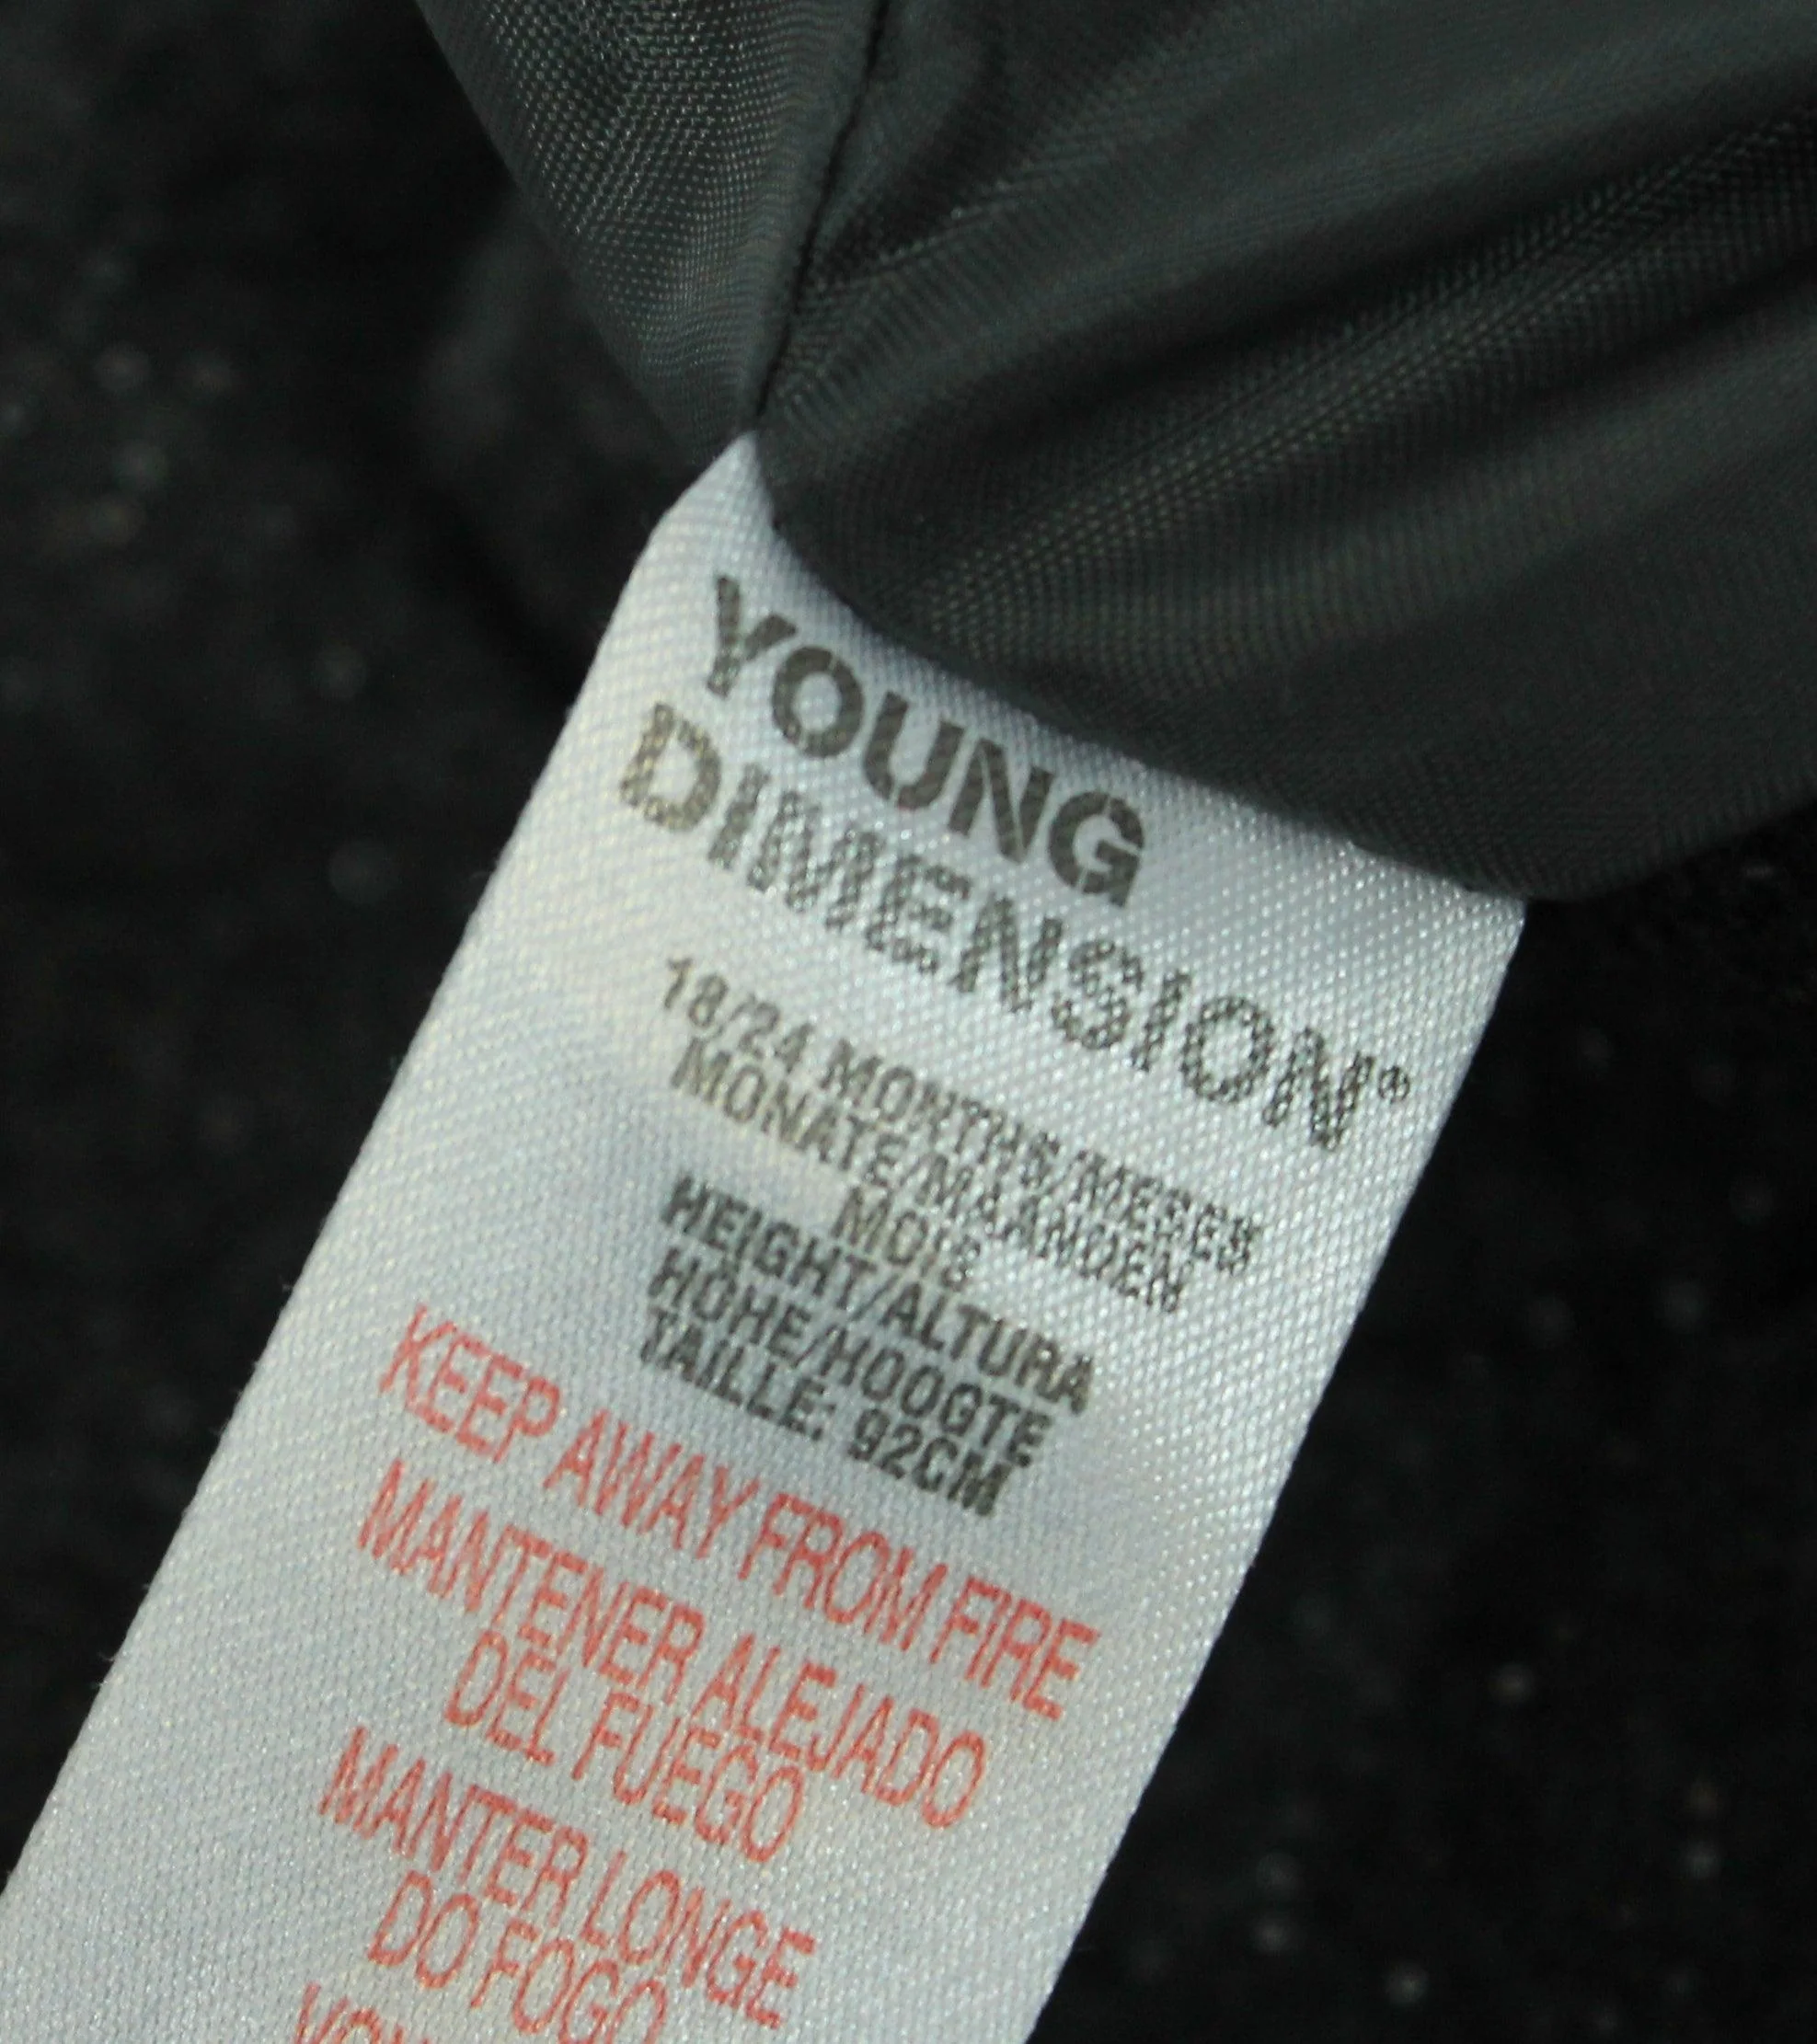 YOUNG
DIMENSION®
18/24 MONTHS/MESES
MONATE/MAANDEN
MOIS
HEIGHT/ALTURA
HOHE/HOOGTE
TAILLE: 92CM
KEEP AWAY FROM FIRE
MANTENER ALEJADO
DEL FUEGO
MANTER LONGE
DO FOGO